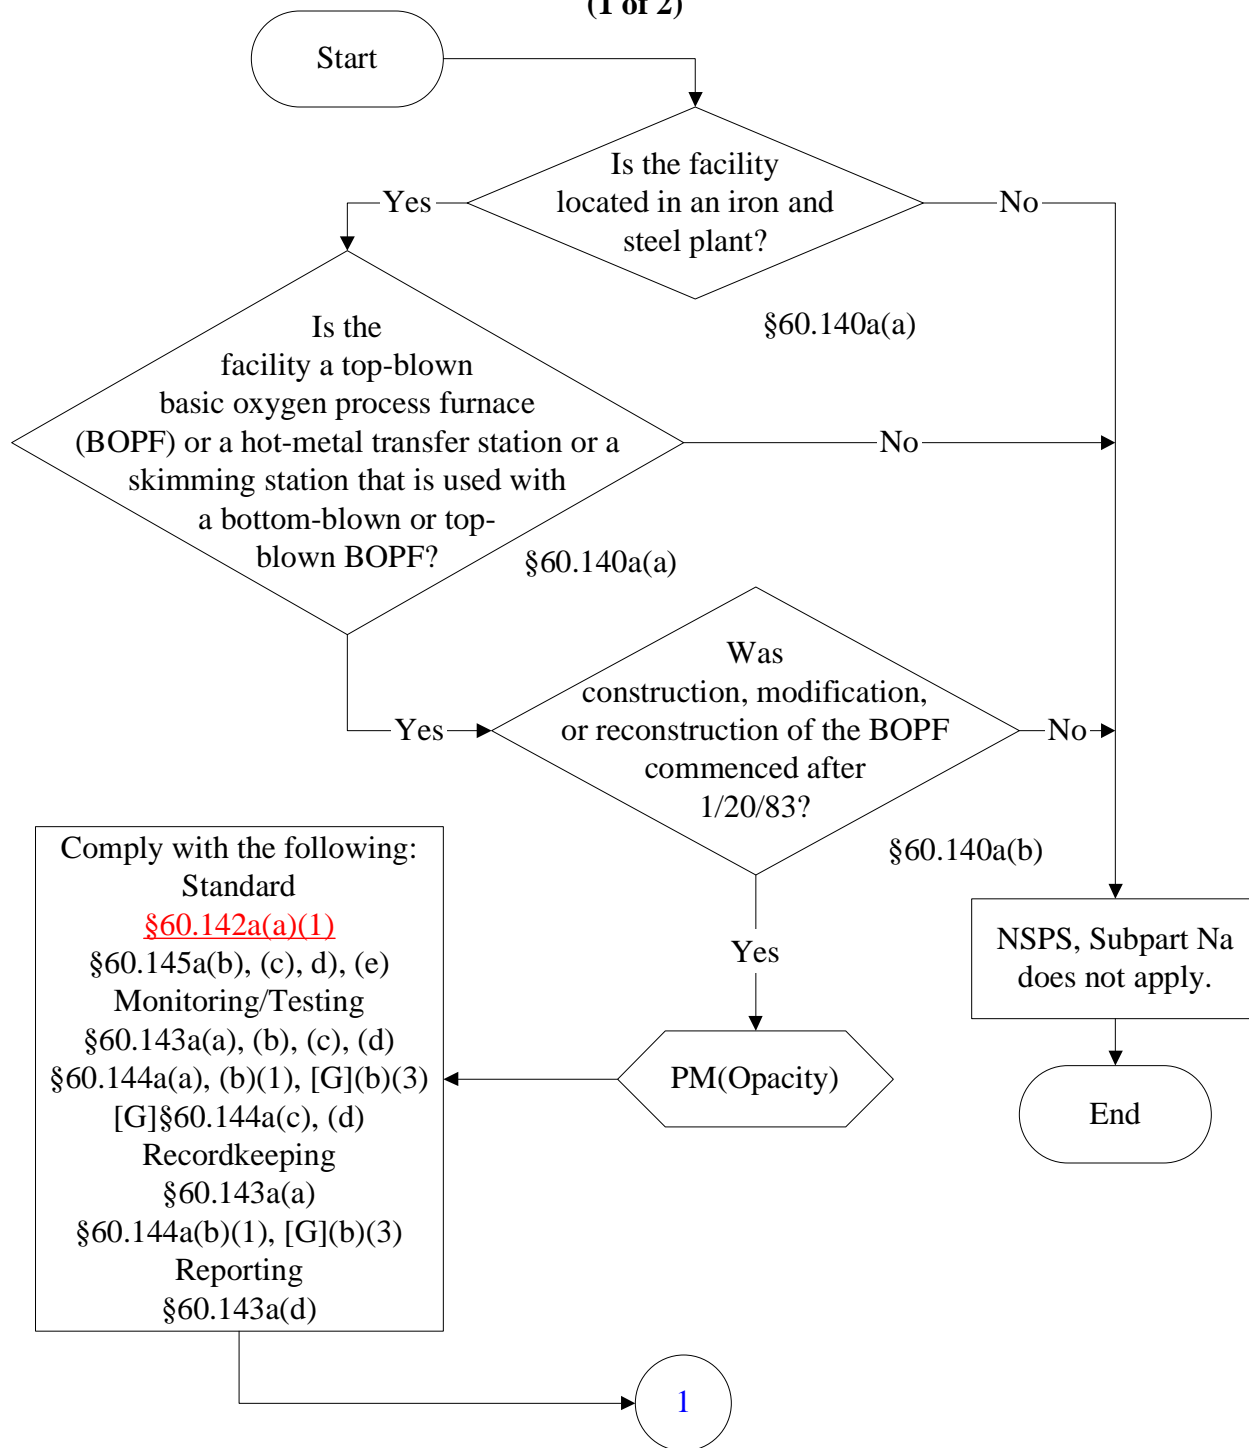 (1 of 2)
Start
Is the facility
located in an iron and
steel plant?
Yes
No
§60.140a(a)
Is the
facility a top-blown
basic oxygen process furnace
(BOPF) or a hot-metal transfer station or a
skimming station that is used with
a bottom-blown or top-
blown BOPF?
No
§60.140a(a)
Yes
Was
construction, modification,
or reconstruction of the BOPF
commenced after
1/20/83?
No
§60.140a(b)
Yes
NSPS, Subpart Na
does not apply.
End
PM(Opacity)
Comply with the following:
Standard
§60.142a(a)(1)
§60.145a(b), (c), d), (e)
Monitoring/Testing
§60.143a(a), (b), (c), (d)
§60.144a(a), (b)(1), [G](b)(3)
[G]§60.144a(c), (d)
Recordkeeping
§60.143a(a)
§60.144a(b)(1), [G](b)(3)
Reporting
§60.143a(d)
1